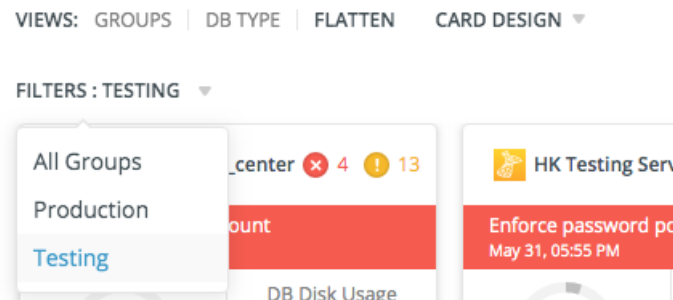 VIEWS: GROUPS DB TYPE FLATTEN CARD DESIGN
FILTERS : TESTING
All Groups
Production
Testing
_center 4 13
ount
DB Disk Usage
HK Testing Serv
Enforce password po
May 31, 05:55 PM